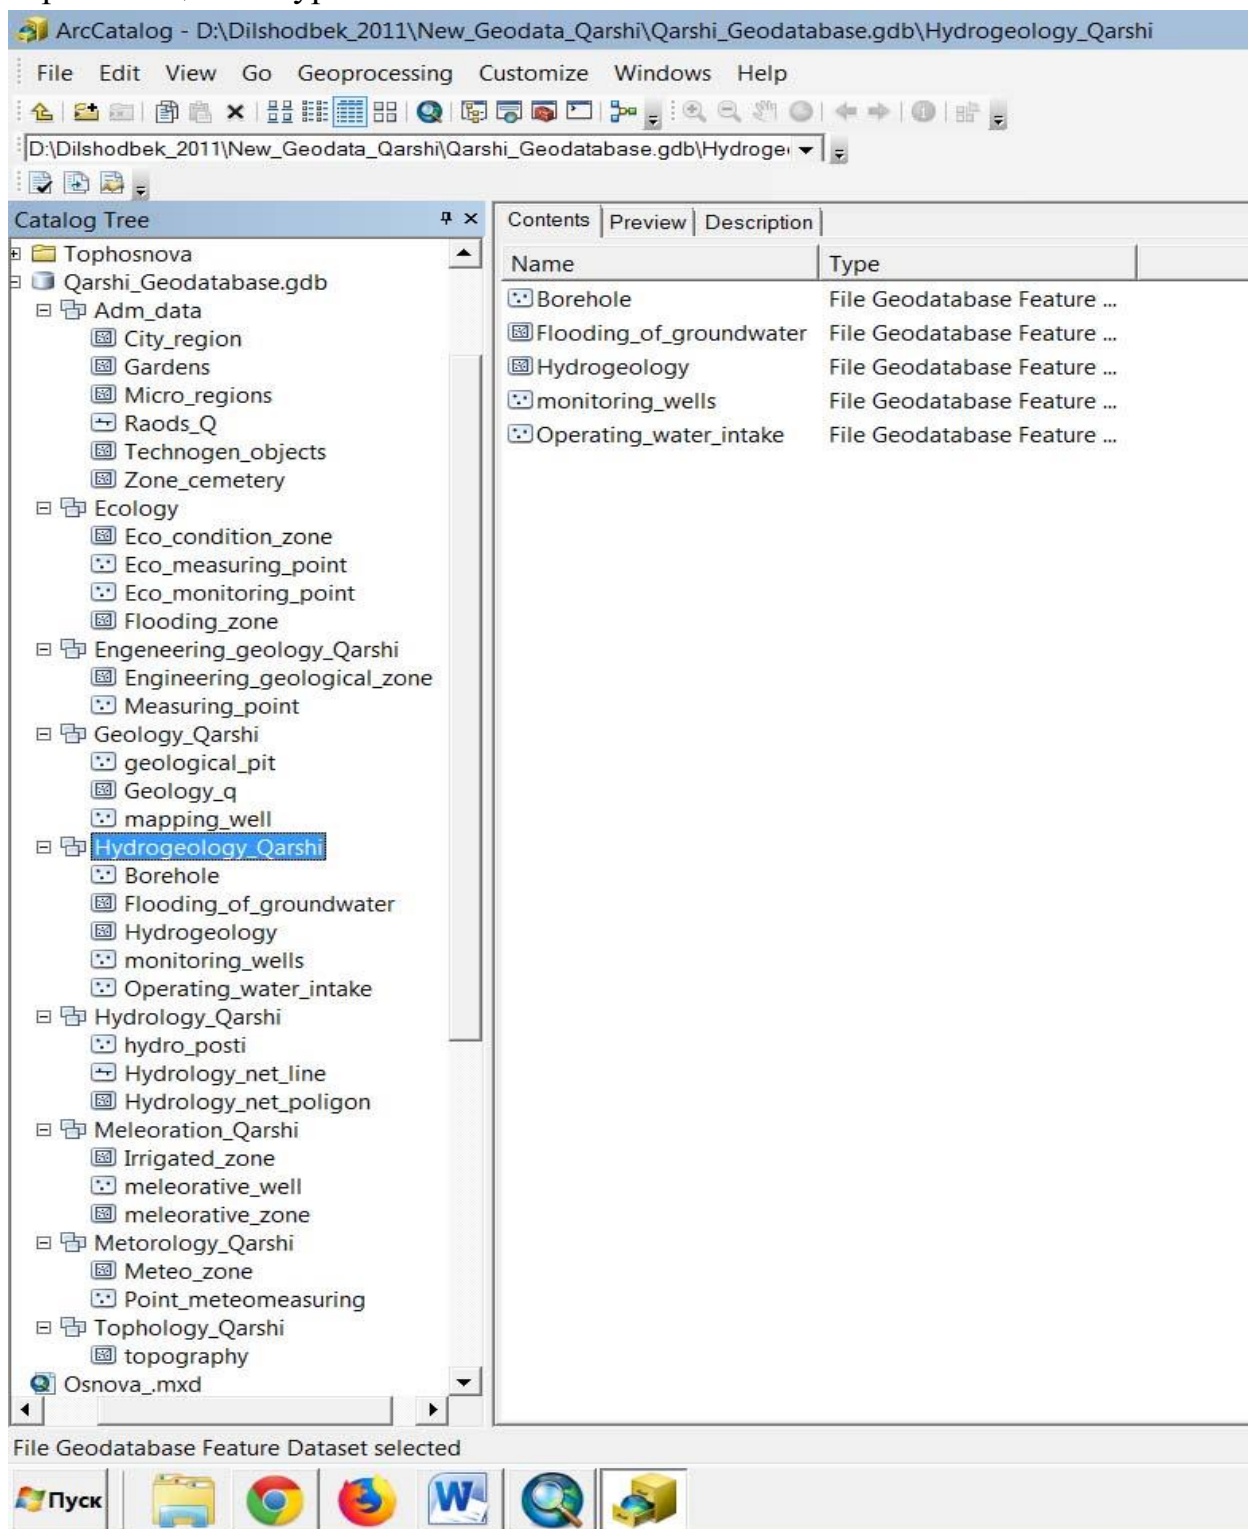 ArcCatalog - D:\Dilshodbek_2011\New_Geodata_Qarshi\Qarshi_Geodatabase.gdb\Hydrogeology_Qarshi
File Edit View Go Geoprocessing Customize Windows Help
D:\Dilshodbek_2011\New_Geodata_Qarshi\Qarshi_Geodatabase.gdb\Hydroge
Catalog Tree
Tophosnova
Qarshi_Geodatabase.gdb
Adm_data
City_region
Gardens
Micro_regions
Raods_Q
Technogen_objects
Zone_cemetery
Ecology
Eco_condition_zone
Eco_measuring_point
Eco_monitoring_point
Flooding_zone
Engeneering_geology_Qarshi
Engineering_geological_zone
Measuring_point
Geology_Qarshi
geological_pit
Geology_q
mapping_well
Hydrogeology_Qarshi
Borehole
Flooding_of_groundwater
Hydrogeology
monitoring_wells
Operating_water_intake
Hydrology_Qarshi
hydro_posti
Hydrology_net_line
Hydrology_net_poligon
Meleoration_Qarshi
Irrigated_zone
meleorative_well
meleorative_zone
Metorology_Qarshi
Meteo_zone
Point_meteomeasuring
Tophology_Qarshi
topography
Osnova_.mxd
Contents Preview Description
Name Type
Borehole File Geodatabase Feature ...
Flooding_of_groundwater File Geodatabase Feature ...
Hydrogeology File Geodatabase Feature ...
monitoring_wells File Geodatabase Feature ...
Operating_water_intake File Geodatabase Feature ...
File Geodatabase Feature Dataset selected
Пуск